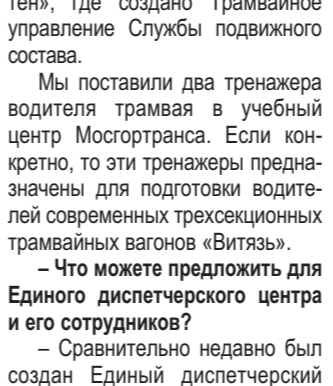 тен», где создано Трамвайное
управление Службы подвижного
состава.
Мы поставили два тренажера
водителя трамвая в учебный
центр Мосгортранса. Если кон-
кретно, то эти тренажеры предна-
значены для подготовки водите-
лей современных трехсекционных
трамвайных вагонов «Витязь».
– Что можете предложить для
Единого диспетчерского центра
и его сотрудников?
– Сравнительно недавно был
создан Единый диспетчерский